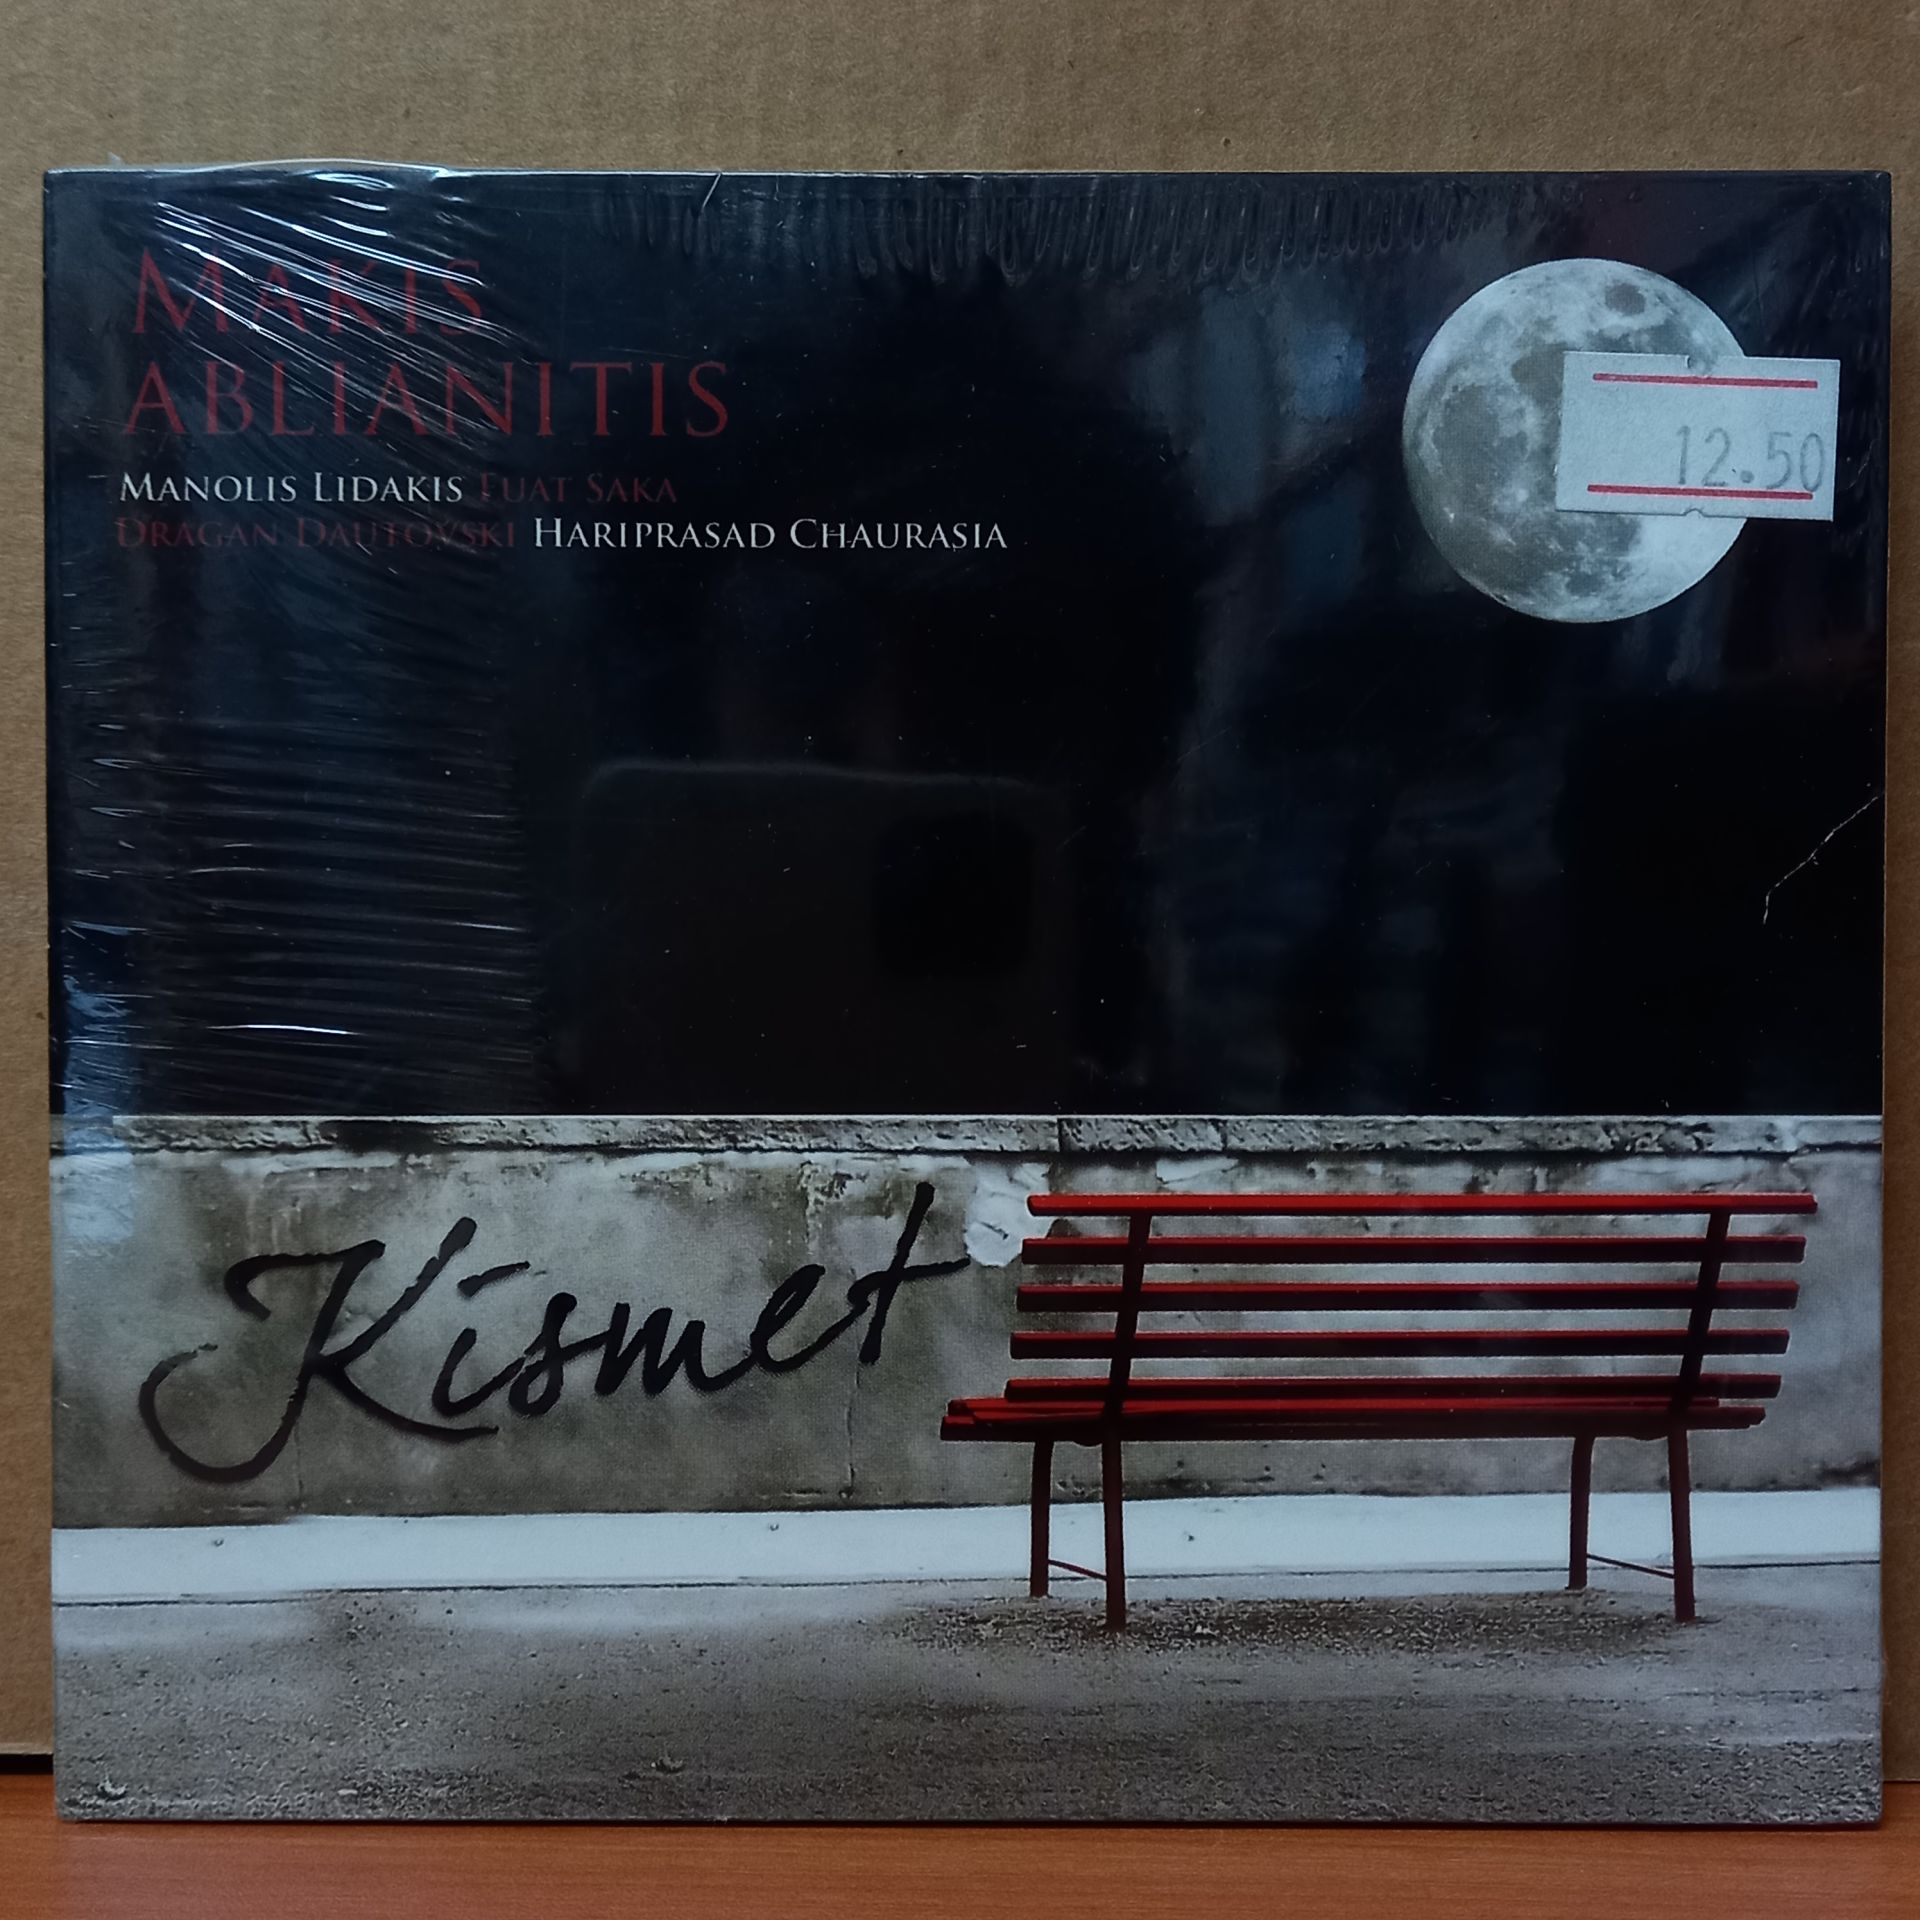 MAKIS
ABLIANITIS
MANOLIS LIDAKIS FUAT SAKA
DRAGAN DAUTOVSKI HARIPRASAD CHAURASIA
12.50
Kismet